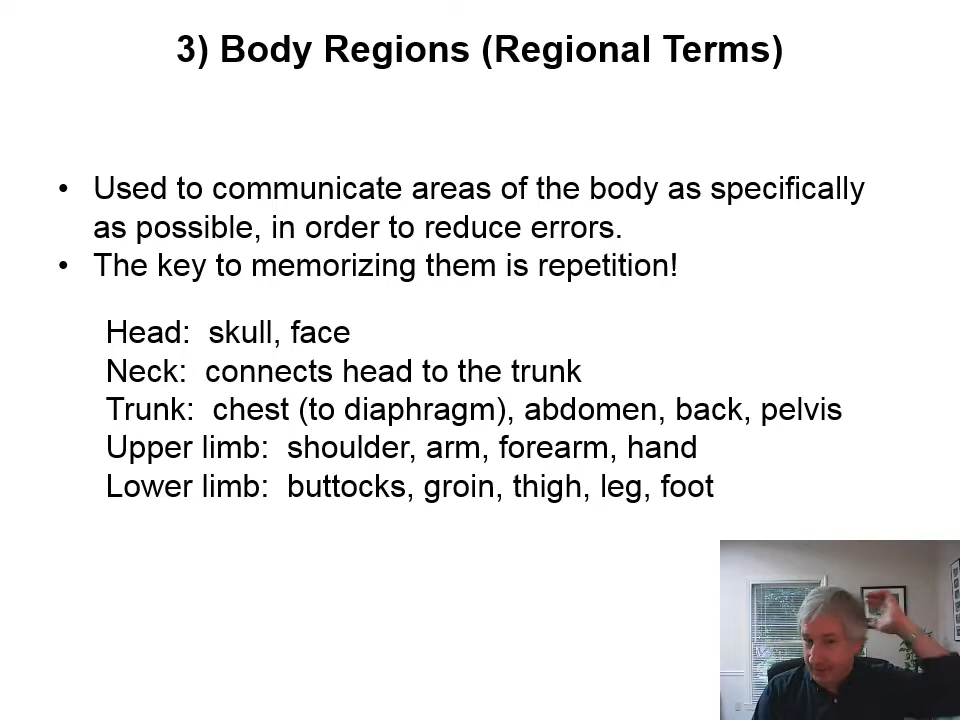 3) Body Regions (Regional Terms)
• Used to communicate areas of the body as specifically
as possible, in order to reduce errors.
• The key to memorizing them is repetition!
Head:  skull, face
Neck:  connects head to the trunk
Trunk:  chest (to diaphragm), abdomen, back, pelvis
Upper limb:  shoulder, arm, forearm, hand
Lower limb:  buttocks, groin, thigh, leg, foot